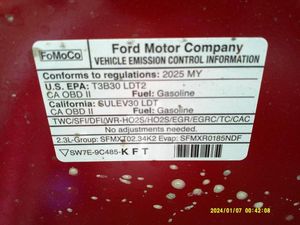 FoMoCo
Ford Motor Company
VEHICLE EMISSION CONTROL INFORMATION
Conforms to regulations: 2025 MY
U.S. EPA: T3B30 LDT2
CA OBD II Fuel: Gasoline
California: SULEV30 LDT
CA OBD II Fuel: Gasoline
TWC/SFI/DFI/WR-HO2S/HO2S/EGR/EGRC/TC/CAC
No adjustments needed.
2.3L-Group: SFMXT02.34K2 Evap: SFMXR0185NDF
SW7E-9C485-KFT
2024/01/07 00:42:08